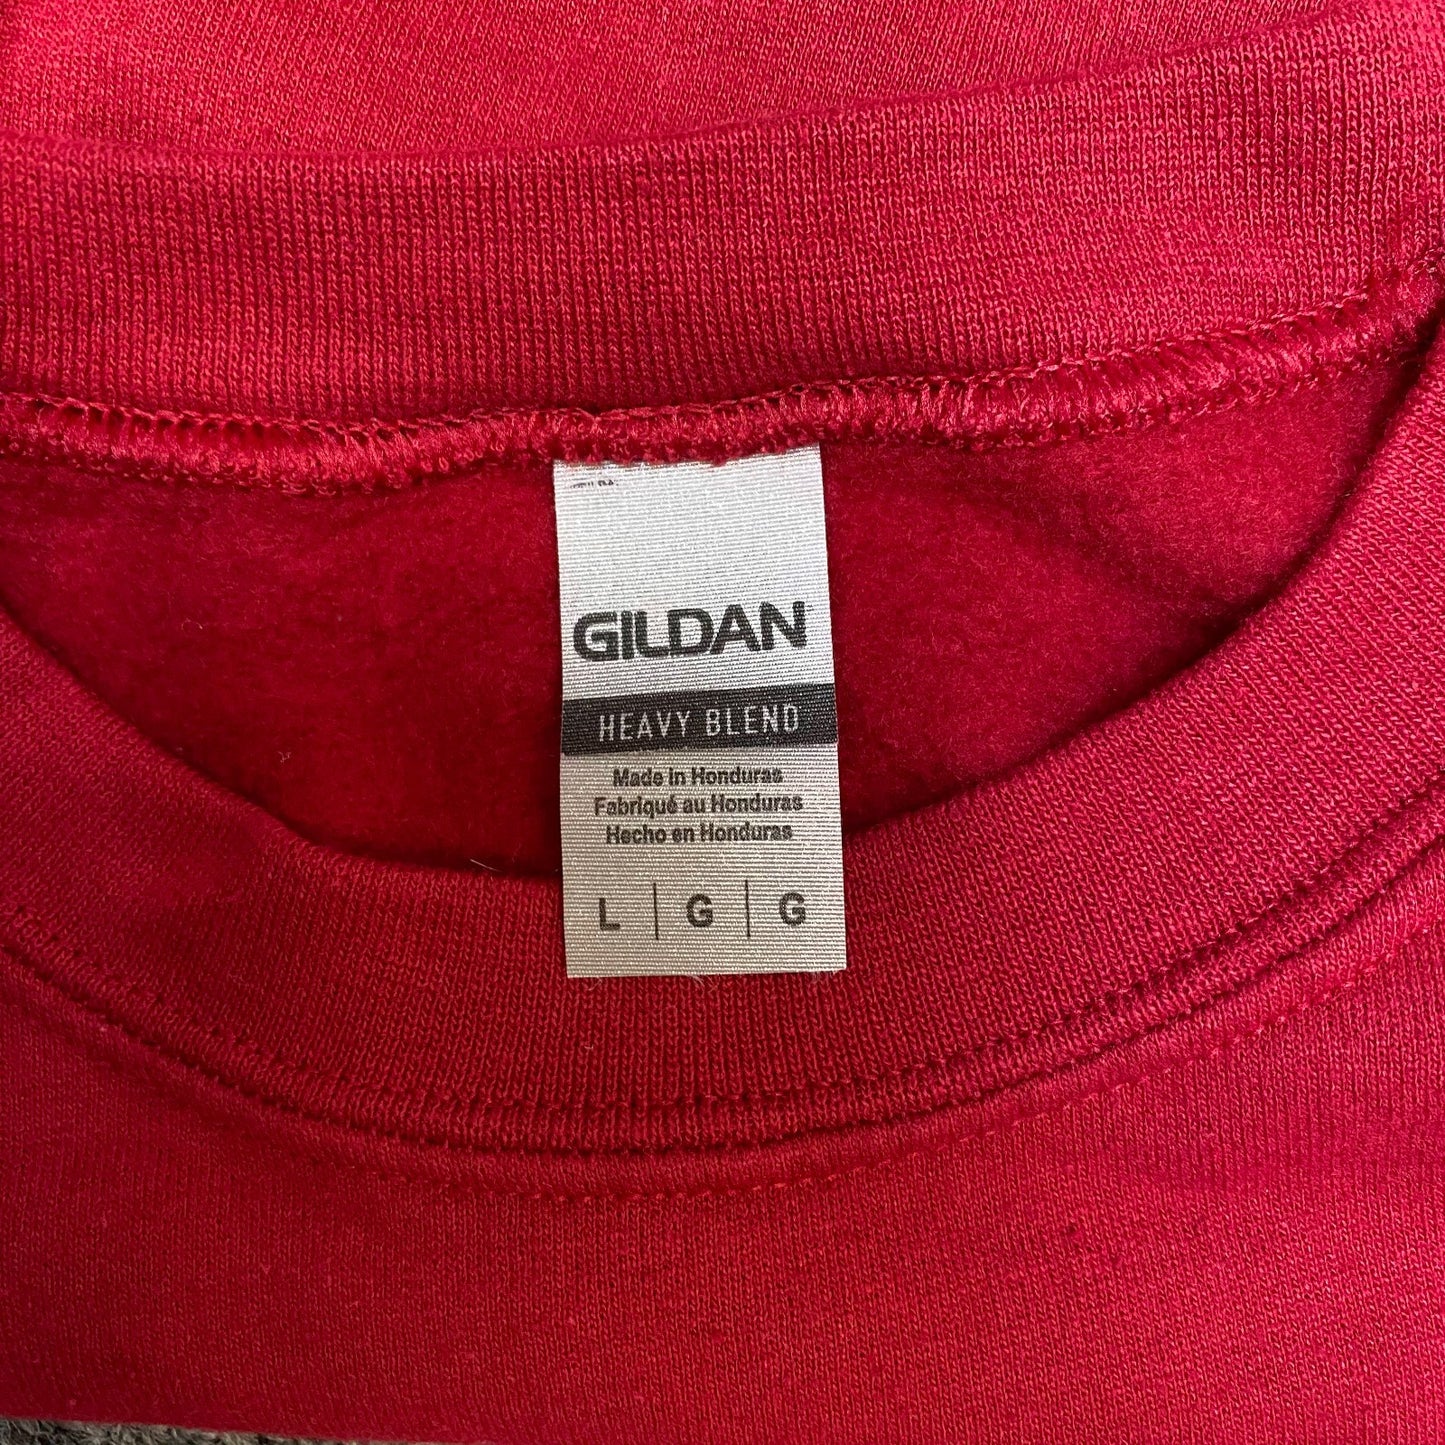 GILDAN
HEAVY BLEND
Made in Honduras
Fabriqué au Honduras
Hecho en Honduras
L | G | G